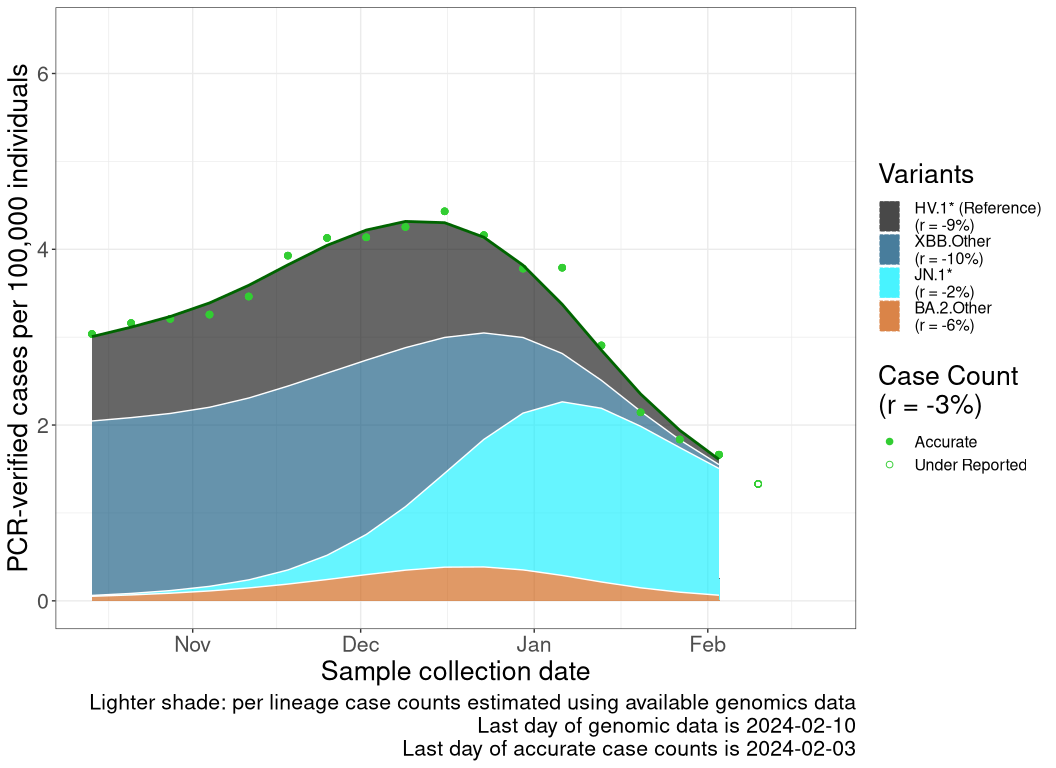 PCR-verified cases per 100,000 individuals
6
4
2
0
Nov
Dec
Jan
Feb
Sample collection date
Lighter shade: per lineage case counts estimated using available genomics data
Last day of genomic data is 2024-02-10
Last day of accurate case counts is 2024-02-03
Variants
HV.1* (Reference)
(r = -9%)
XBB.Other
(r = -10%)
JN.1*
(r = -2%)
BA.2.Other
(r = -6%)
Case Count
(r = -3%)
Accurate
Under Reported